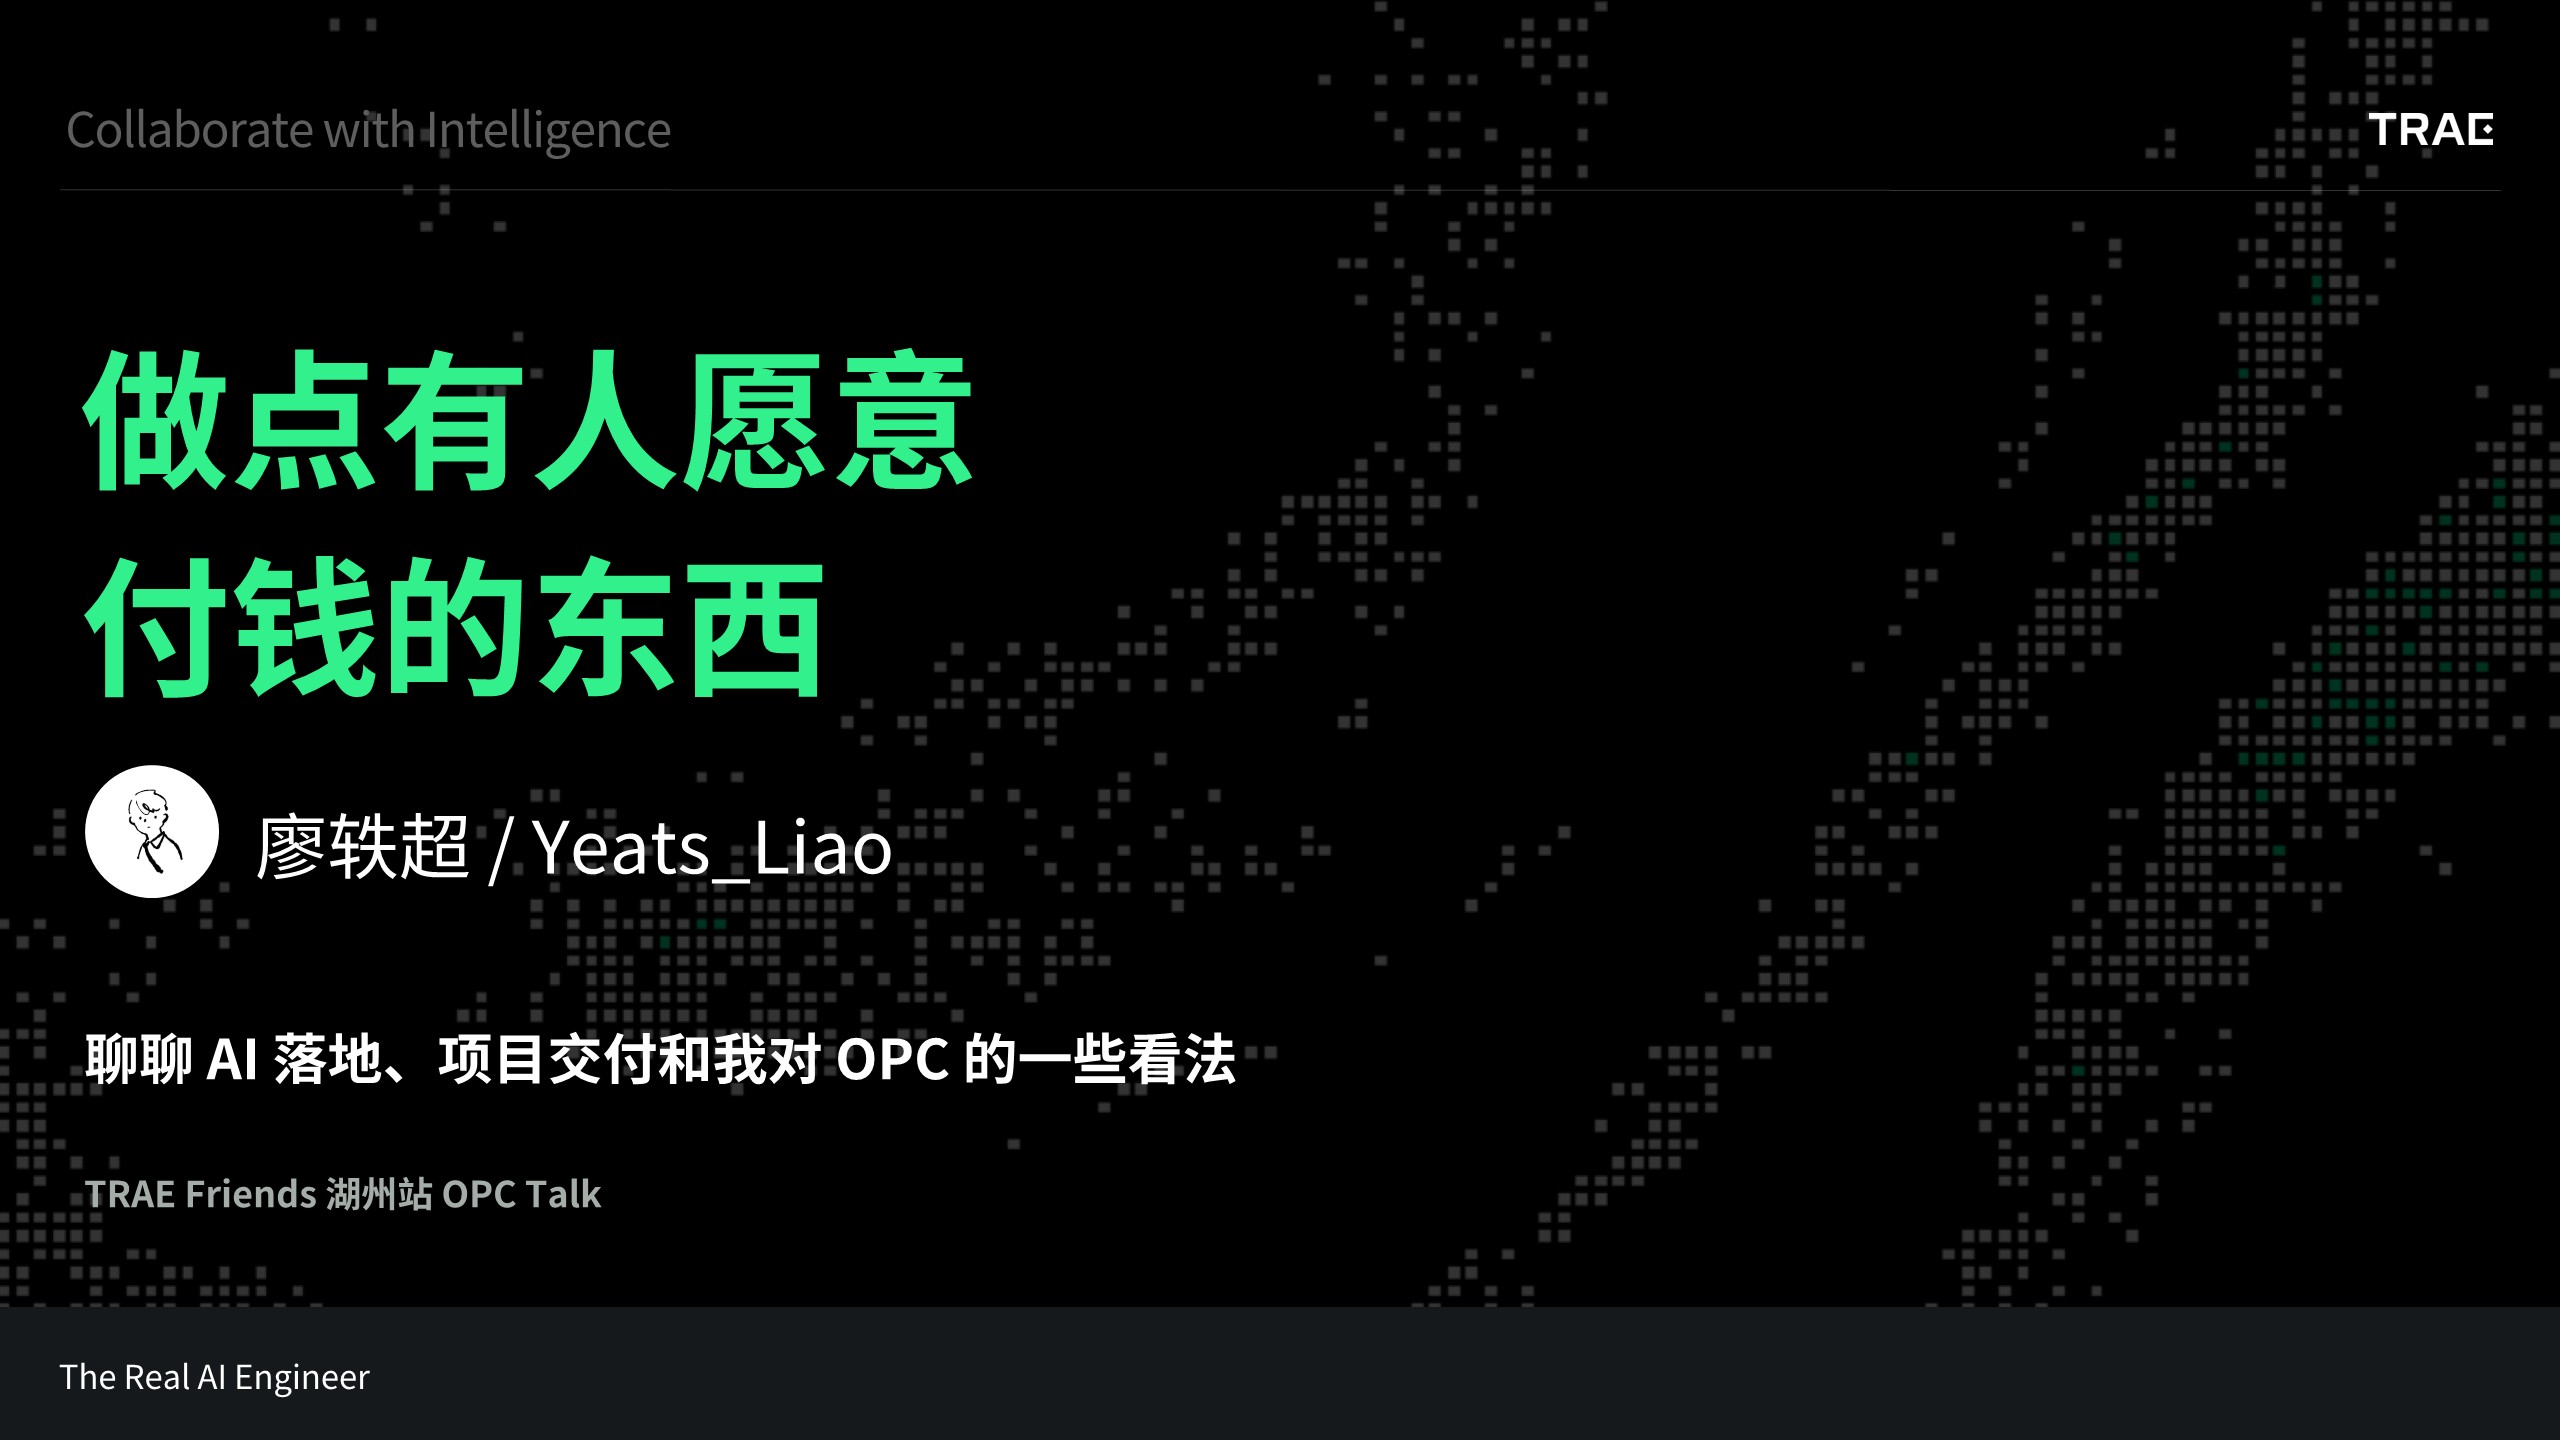 Collaborate with Intelligence
TRAE
做点有人愿意
付钱的东西
廖轶超 / Yeats_Liao
聊聊 AI 落地、项目交付和我对 OPC 的一些看法
TRAE Friends 湖州站 OPC Talk
The Real AI Engineer